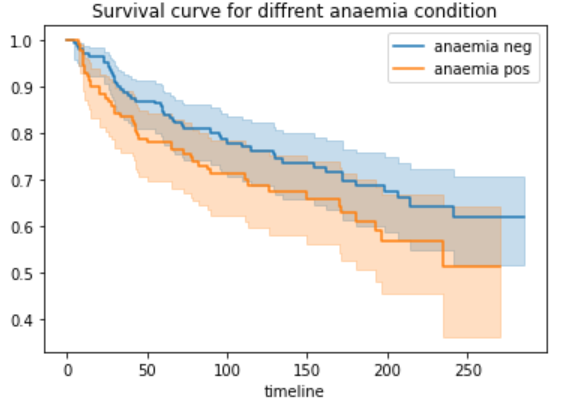 Survival curve for diffrent anaemia condition
anaemia neg
anaemia pos
1.0
0.9
0.8
0.7
0.6
0.5
0.4
0 50 100 150 200 250
timeline